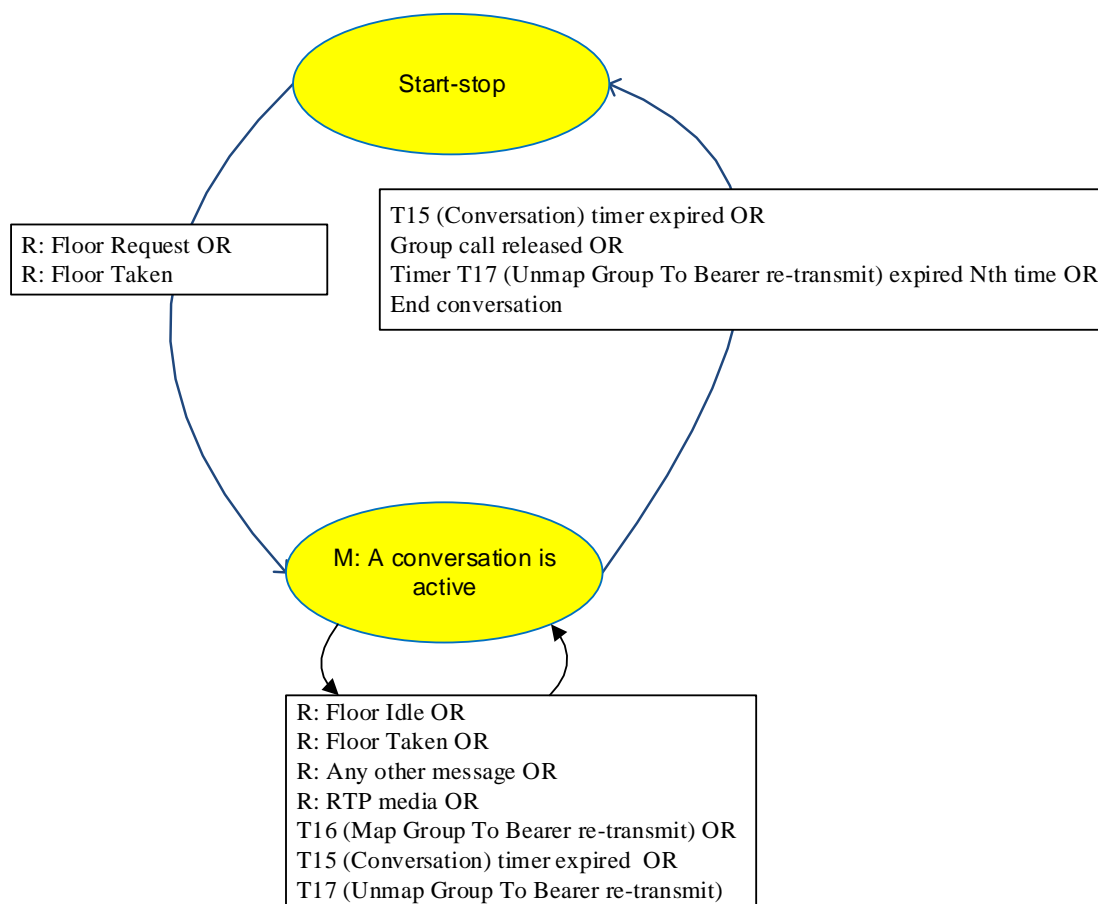 Start-stop
R: Floor Request OR
R: Floor Taken
T15 (Conversation) timer expired OR
Group call released OR
Timer T17 (Unmap Group To Bearer re-transmit) expired Nth time OR
End conversation
M: A conversation is
active
R: Floor Idle OR
R: Floor Taken OR
R: Any other message OR
R: RTP media OR
T16 (Map Group To Bearer re-transmit) OR
T15 (Conversation) timer expired  OR
T17 (Unmap Group To Bearer re-transmit)